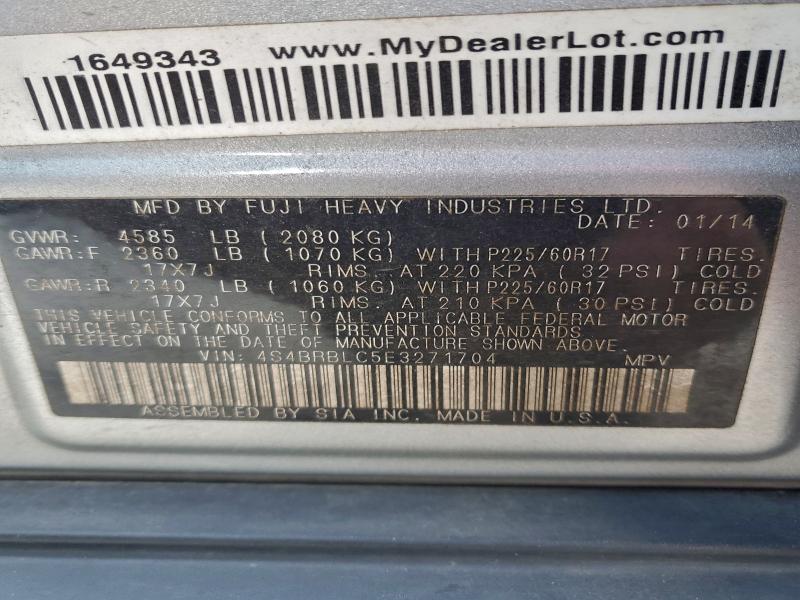 1649343 www.MyDealerLot.com
MFD BY FUJI HEAVY INDUSTRIES LTD.
DATE: 01/14
GVWR: 4585 LB ( 2080 KG)
GAWR:F 2360 LB ( 1070 KG) WITH P225/60R17 TIRES.
17X7J RIMS. AT 220 KPA ( 32 PSI) COLD
GAWR:R 2340 LB ( 1060 KG) WITH P225/60R17 TIRES.
17X7J RIMS. AT 210 KPA ( 30 PSI) COLD
THIS VEHICLE CONFORMS TO ALL APPLICABLE FEDERAL MOTOR
VEHICLE SAFETY AND THEFT PREVENTION STANDARDS
IN EFFECT ON THE DATE OF MANUFACTURE SHOWN ABOVE.
VIN: 4S4BRBLC5E3271704 MPV
ASSEMBLED BY SIA INC. MADE IN U.S.A.